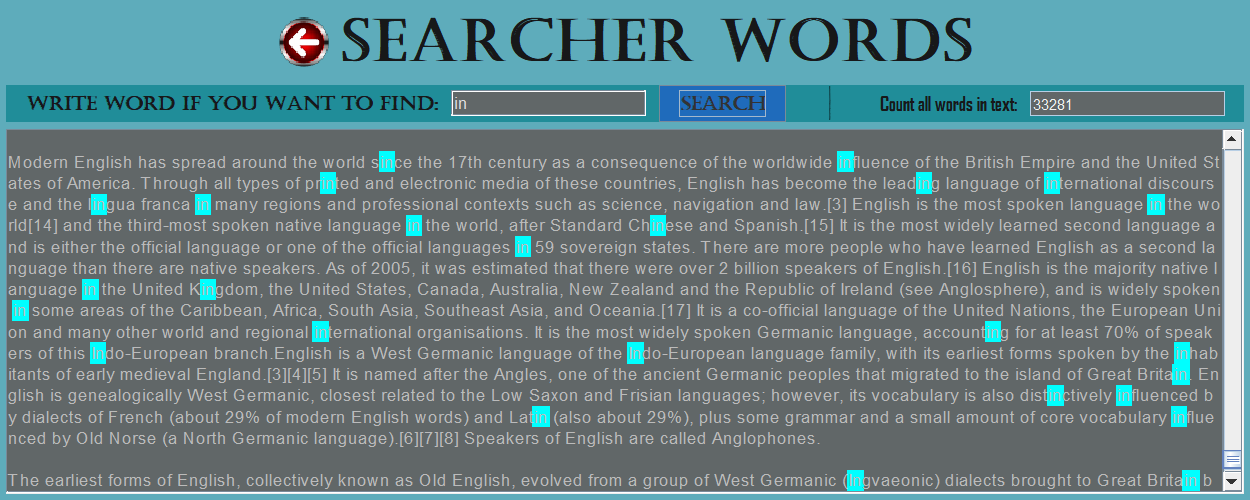 SEARCHER WORDS
WRITE WORD IF YOU WANT TO FIND: in SEARCH Count all words in text: 33281
Modern English has spread around the world since the 17th century as a consequence of the worldwide influence of the British Empire and the United St
ates of America. Through all types of printed and electronic media of these countries, English has become the leading language of international discours
e and the lingua franca in many regions and professional contexts such as science, navigation and law.[3] English is the most spoken language in the wo
rld[14] and the third-most spoken native language in the world, after Standard Chinese and Spanish.[15] It is the most widely learned second language a
nd is either the official language or one of the official languages in 59 sovereign states. There are more people who have learned English as a second la
nguage than there are native speakers. As of 2005, it was estimated that there were over 2 billion speakers of English.[16] English is the majority native l
anguage in the United Kingdom, the United States, Canada, Australia, New Zealand and the Republic of Ireland (see Anglosphere), and is widely spoken
in some areas of the Caribbean, Africa, South Asia, Southeast Asia, and Oceania.[17] It is a co-official language of the United Nations, the European Uni
on and many other world and regional international organisations. It is the most widely spoken Germanic language, accounting for at least 70% of speak
ers of this Indo-European branch.English is a West Germanic language of the Indo-European language family, with its earliest forms spoken by the inhab
itants of early medieval England.[3][4][5] It is named after the Angles, one of the ancient Germanic peoples that migrated to the island of Great Britain. En
glish is genealogically West Germanic, closest related to the Low Saxon and Frisian languages; however, its vocabulary is also distinctively influenced b
y dialects of French (about 29% of modern English words) and Latin (also about 29%), plus some grammar and a small amount of core vocabulary influe
nced by Old Norse (a North Germanic language).[6][7][8] Speakers of English are called Anglophones.
The earliest forms of English, collectively known as Old English, evolved from a group of West Germanic (Ingvaeonic) dialects brought to Great Britain b